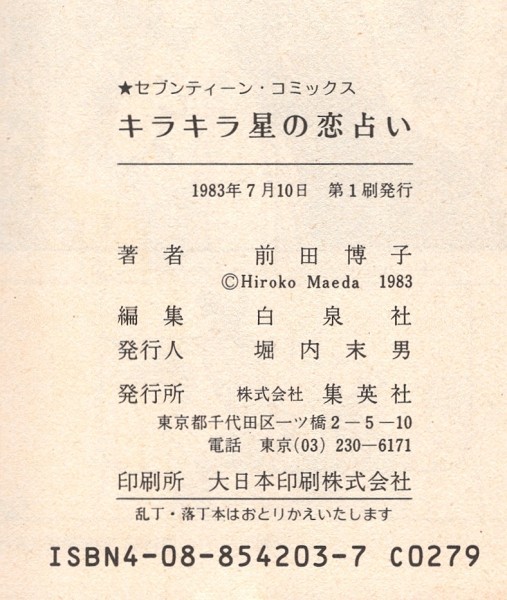 ★セブンティーン・コミックス
キラキラ星の恋占い
1983年7月10日　第1刷発行
著者　前田博子
©Hiroko Maeda 1983
編集　白泉社
発行人　堀内末男
発行所　株式会社 集英社
東京都千代田区一ツ橋2―5―10
電話　東京(03) 230―6171
印刷所　大日本印刷株式会社
乱丁・落丁本はおとりかえいたします
ISBN4-08-854203-7 C0279